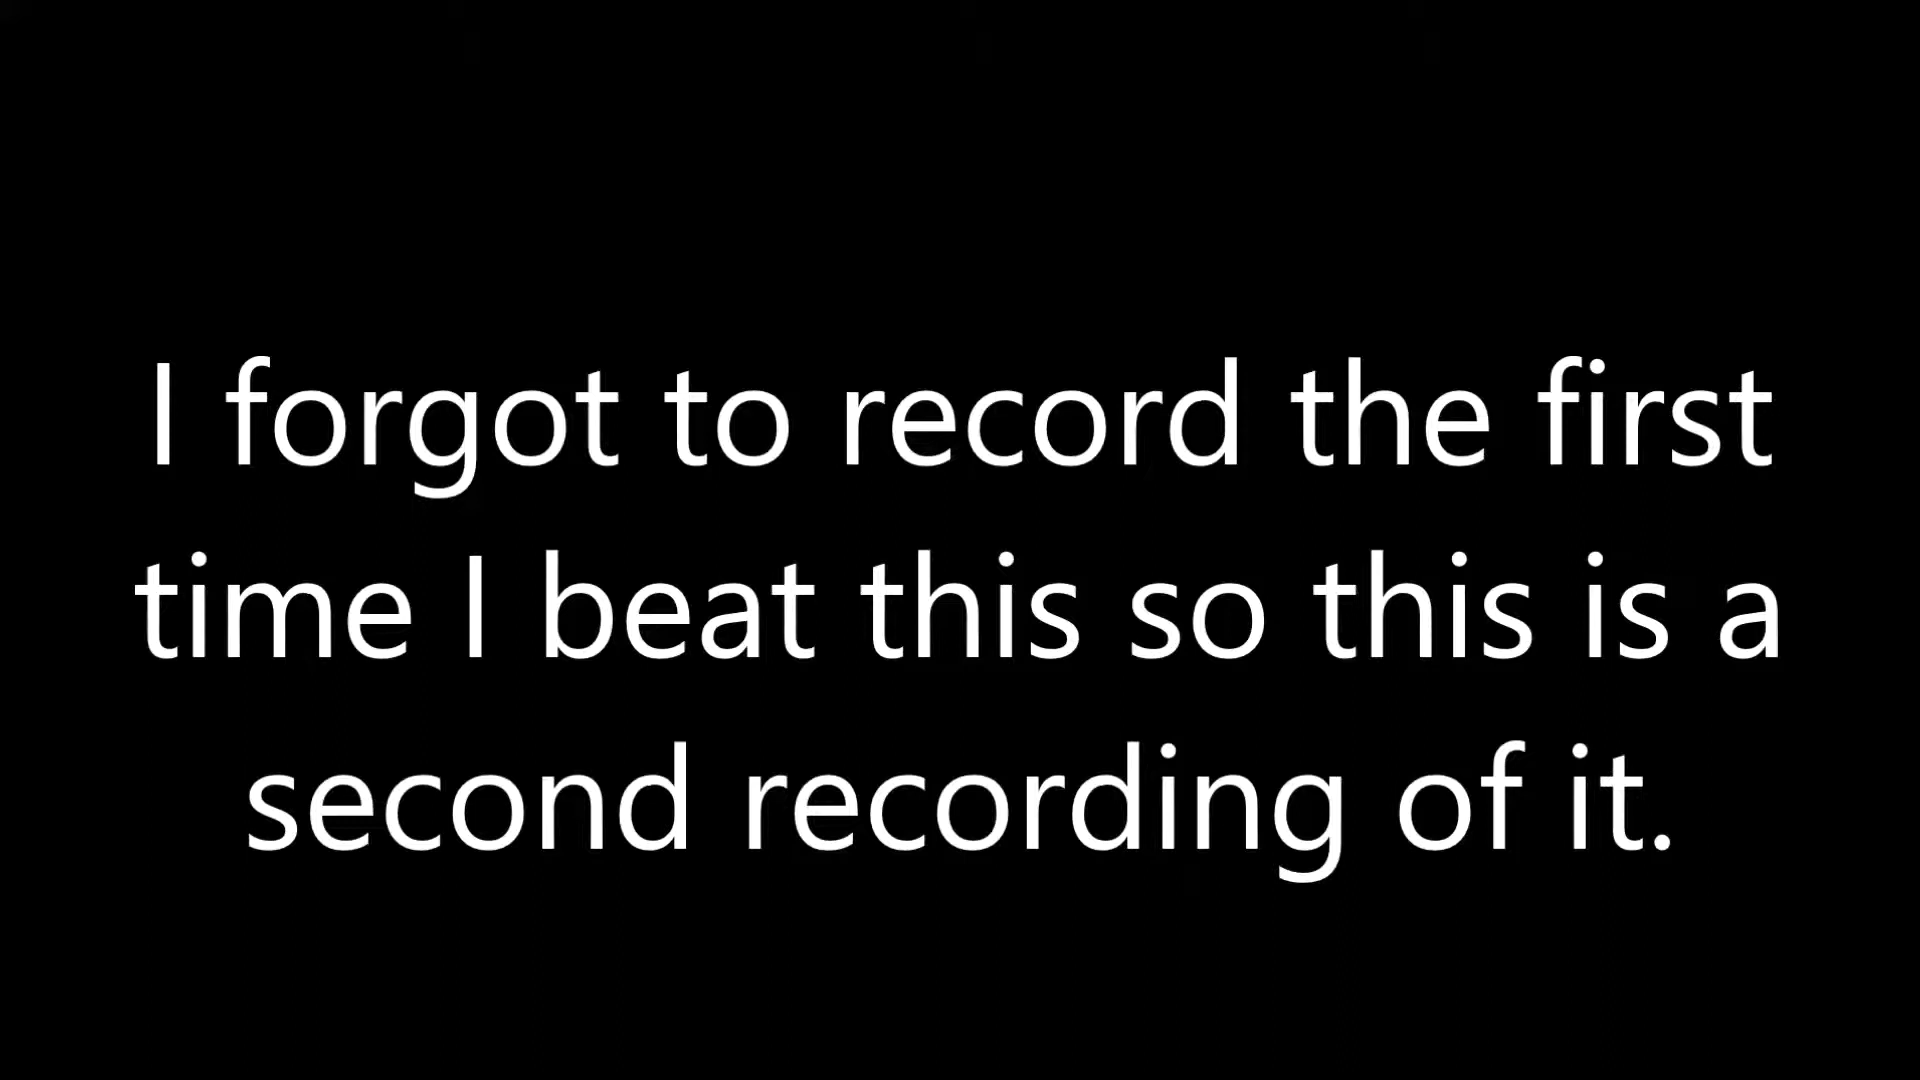 I forgot to record the first
time I beat this so this is a
second recording of it.